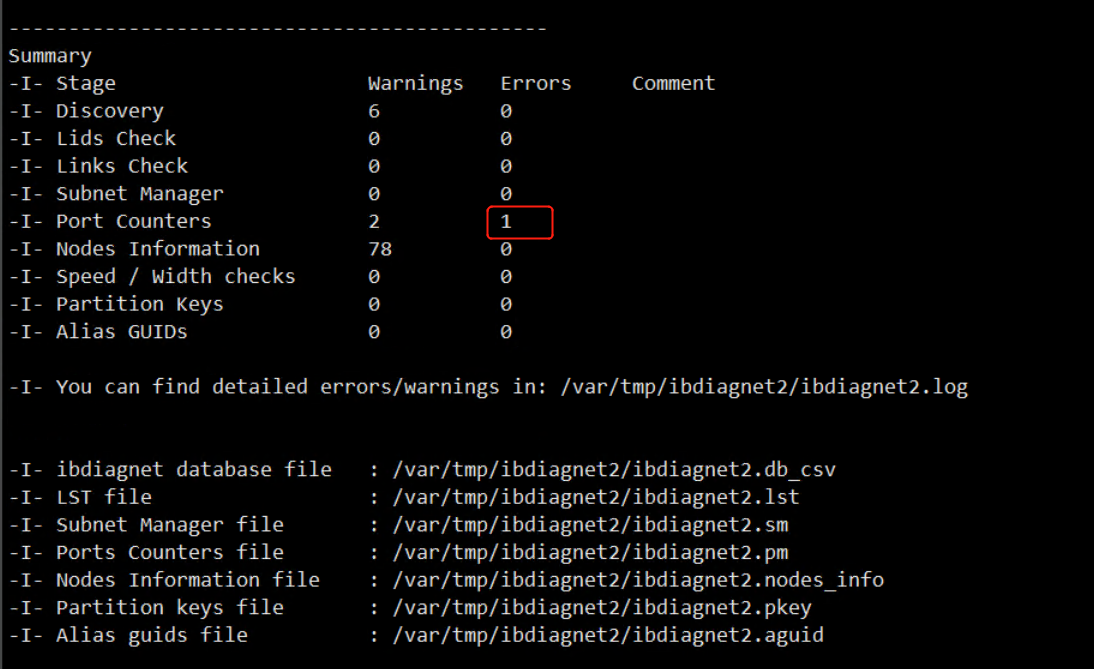 ---------------------------------------------
Summary
-I- Stage                     Warnings   Errors     Comment
-I- Discovery                 6          0
-I- Lids Check                0          0
-I- Links Check               0          0
-I- Subnet Manager            0          0
-I- Port Counters             2          1
-I- Nodes Information         78         0
-I- Speed / Width checks      0          0
-I- Partition Keys            0          0
-I- Alias GUIDs               0          0
-I- You can find detailed errors/warnings in: /var/tmp/ibdiagnet2/ibdiagnet2.log
-I- ibdiagnet database file   : /var/tmp/ibdiagnet2/ibdiagnet2.db_csv
-I- LST file                  : /var/tmp/ibdiagnet2/ibdiagnet2.lst
-I- Subnet Manager file       : /var/tmp/ibdiagnet2/ibdiagnet2.sm
-I- Ports Counters file       : /var/tmp/ibdiagnet2/ibdiagnet2.pm
-I- Nodes Information file    : /var/tmp/ibdiagnet2/ibdiagnet2.nodes_info
-I- Partition keys file       : /var/tmp/ibdiagnet2/ibdiagnet2.pkey
-I- Alias guids file          : /var/tmp/ibdiagnet2/ibdiagnet2.aguid